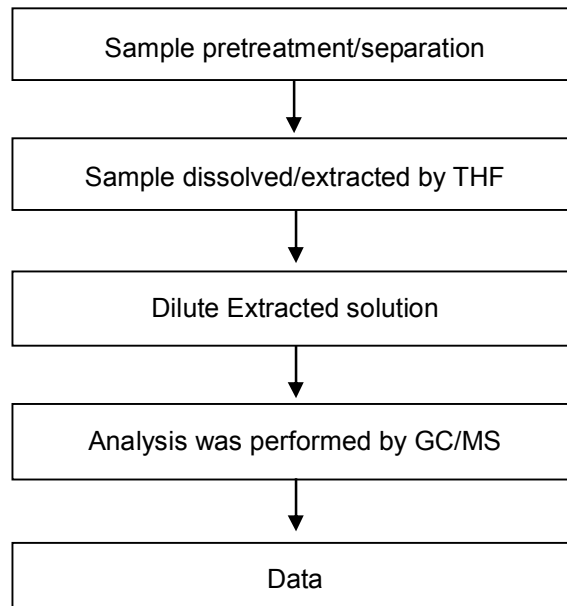 Sample pretreatment/separation
Sample dissolved/extracted by THF
Dilute Extracted solution
Analysis was performed by GC/MS
Data